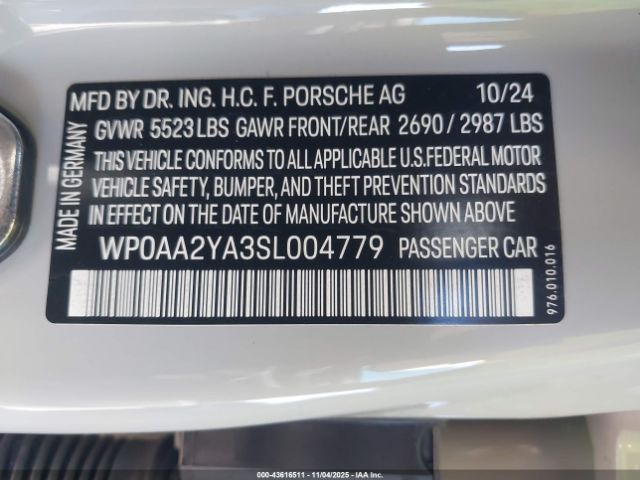 MFD BY DR. ING. H.C. F. PORSCHE AG 10/24
GVWR 5523 LBS GAWR FRONT/REAR 2690 / 2987 LBS
THIS VEHICLE CONFORMS TO ALL APPLICABLE U.S. FEDERAL MOTOR
VEHICLE SAFETY, BUMPER, AND THEFT PREVENTION STANDARDS
IN EFFECT ON THE DATE OF MANUFACTURE SHOWN ABOVE
WP0AA2YA3SL004779 PASSENGER CAR
MADE IN GERMANY
976.010.016
000-43616511 - 11/04/2025 - IAA Inc.